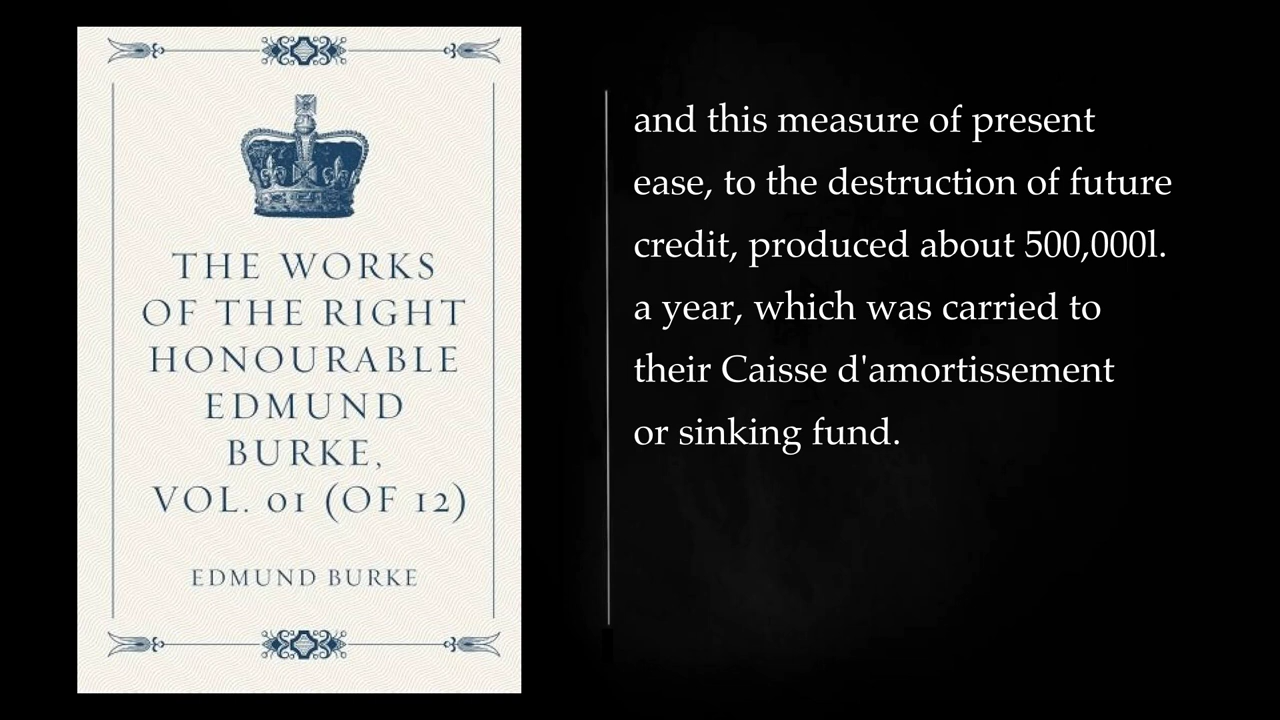 THE WORKS
OF THE RIGHT
HONOURABLE
EDMUND
BURKE,
VOL. 01 (OF 12)
EDMUND BURKE
and this measure of present
ease, to the destruction of future
credit, produced about 500,000l.
a year, which was carried to
their Caisse d'amortissement
or sinking fund.